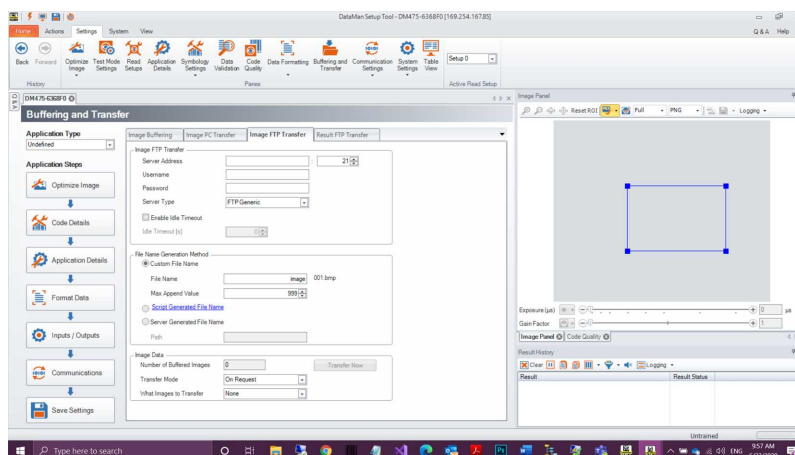 DataMan Setup Tool - DM475-6368F0 [169.254.167.85]
Home Actions Settings System View Q & A Help
Back Forward Optimize Image Test Mode Settings Read Setups Application Details Symbology Settings Data Validation Code Quality Data Formatting Buffering and Transfer Communication Settings System Settings Table View Setup 0
History Panes Active Read Setup
DM475-6368F0
Buffering and Transfer
Application Type
Undefined
Application Steps
Optimize Image
Code Details
Application Details
Format Data
Inputs / Outputs
Communications
Save Settings
Image Buffering Image PC Transfer Image FTP Transfer Result FTP Transfer
Image FTP Transfer
Server Address : 21
Username
Password
Server Type FTPGeneric
Enable Idle Timeout
Idle Timeout [s] 0
File Name Generation Method
Custom File Name
File Name image 001.bmp
Max Append Value 999
Script Generated File Name
Server Generated File Name
Path
Image Data
Number of Buffered Images 0 Transfer Now
Transfer Mode On Request
What Images to Transfer None
Image Panel
Reset ROI Full PNG Logging
Exposure (µs) 0 µs
Gain Factor 1
Image Panel Code Quality
Result History
Clear Logging
Result Result Status
Untrained
Type here to search ENG 9:57 AM